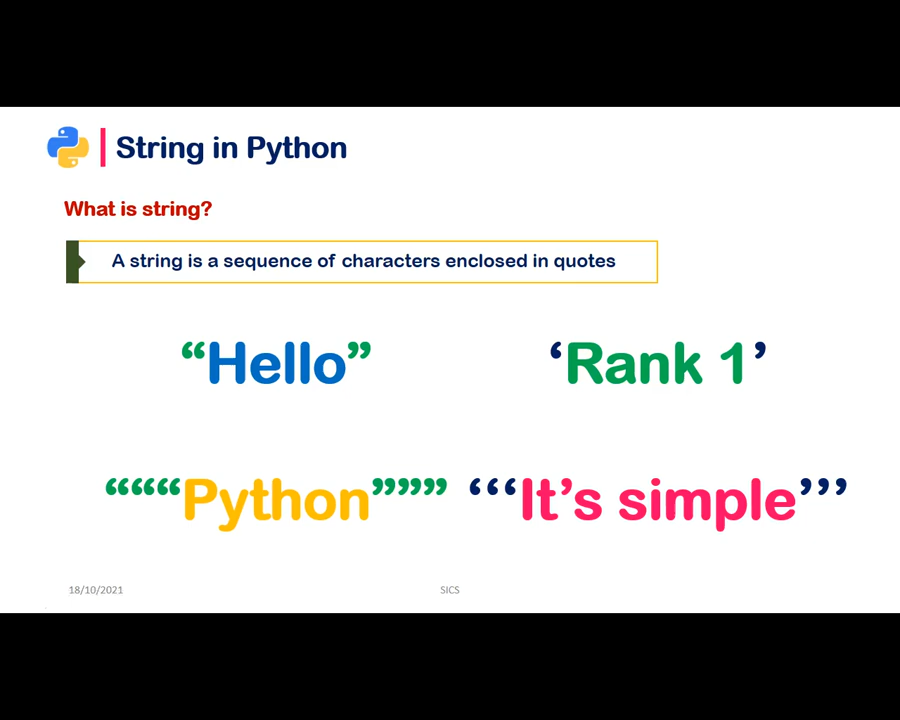 String in Python
What is string?
A string is a sequence of characters enclosed in quotes
“Hello” ‘Rank 1’
““““Python””” ‘‘‘It’s simple’’’
18/10/2021 SICS